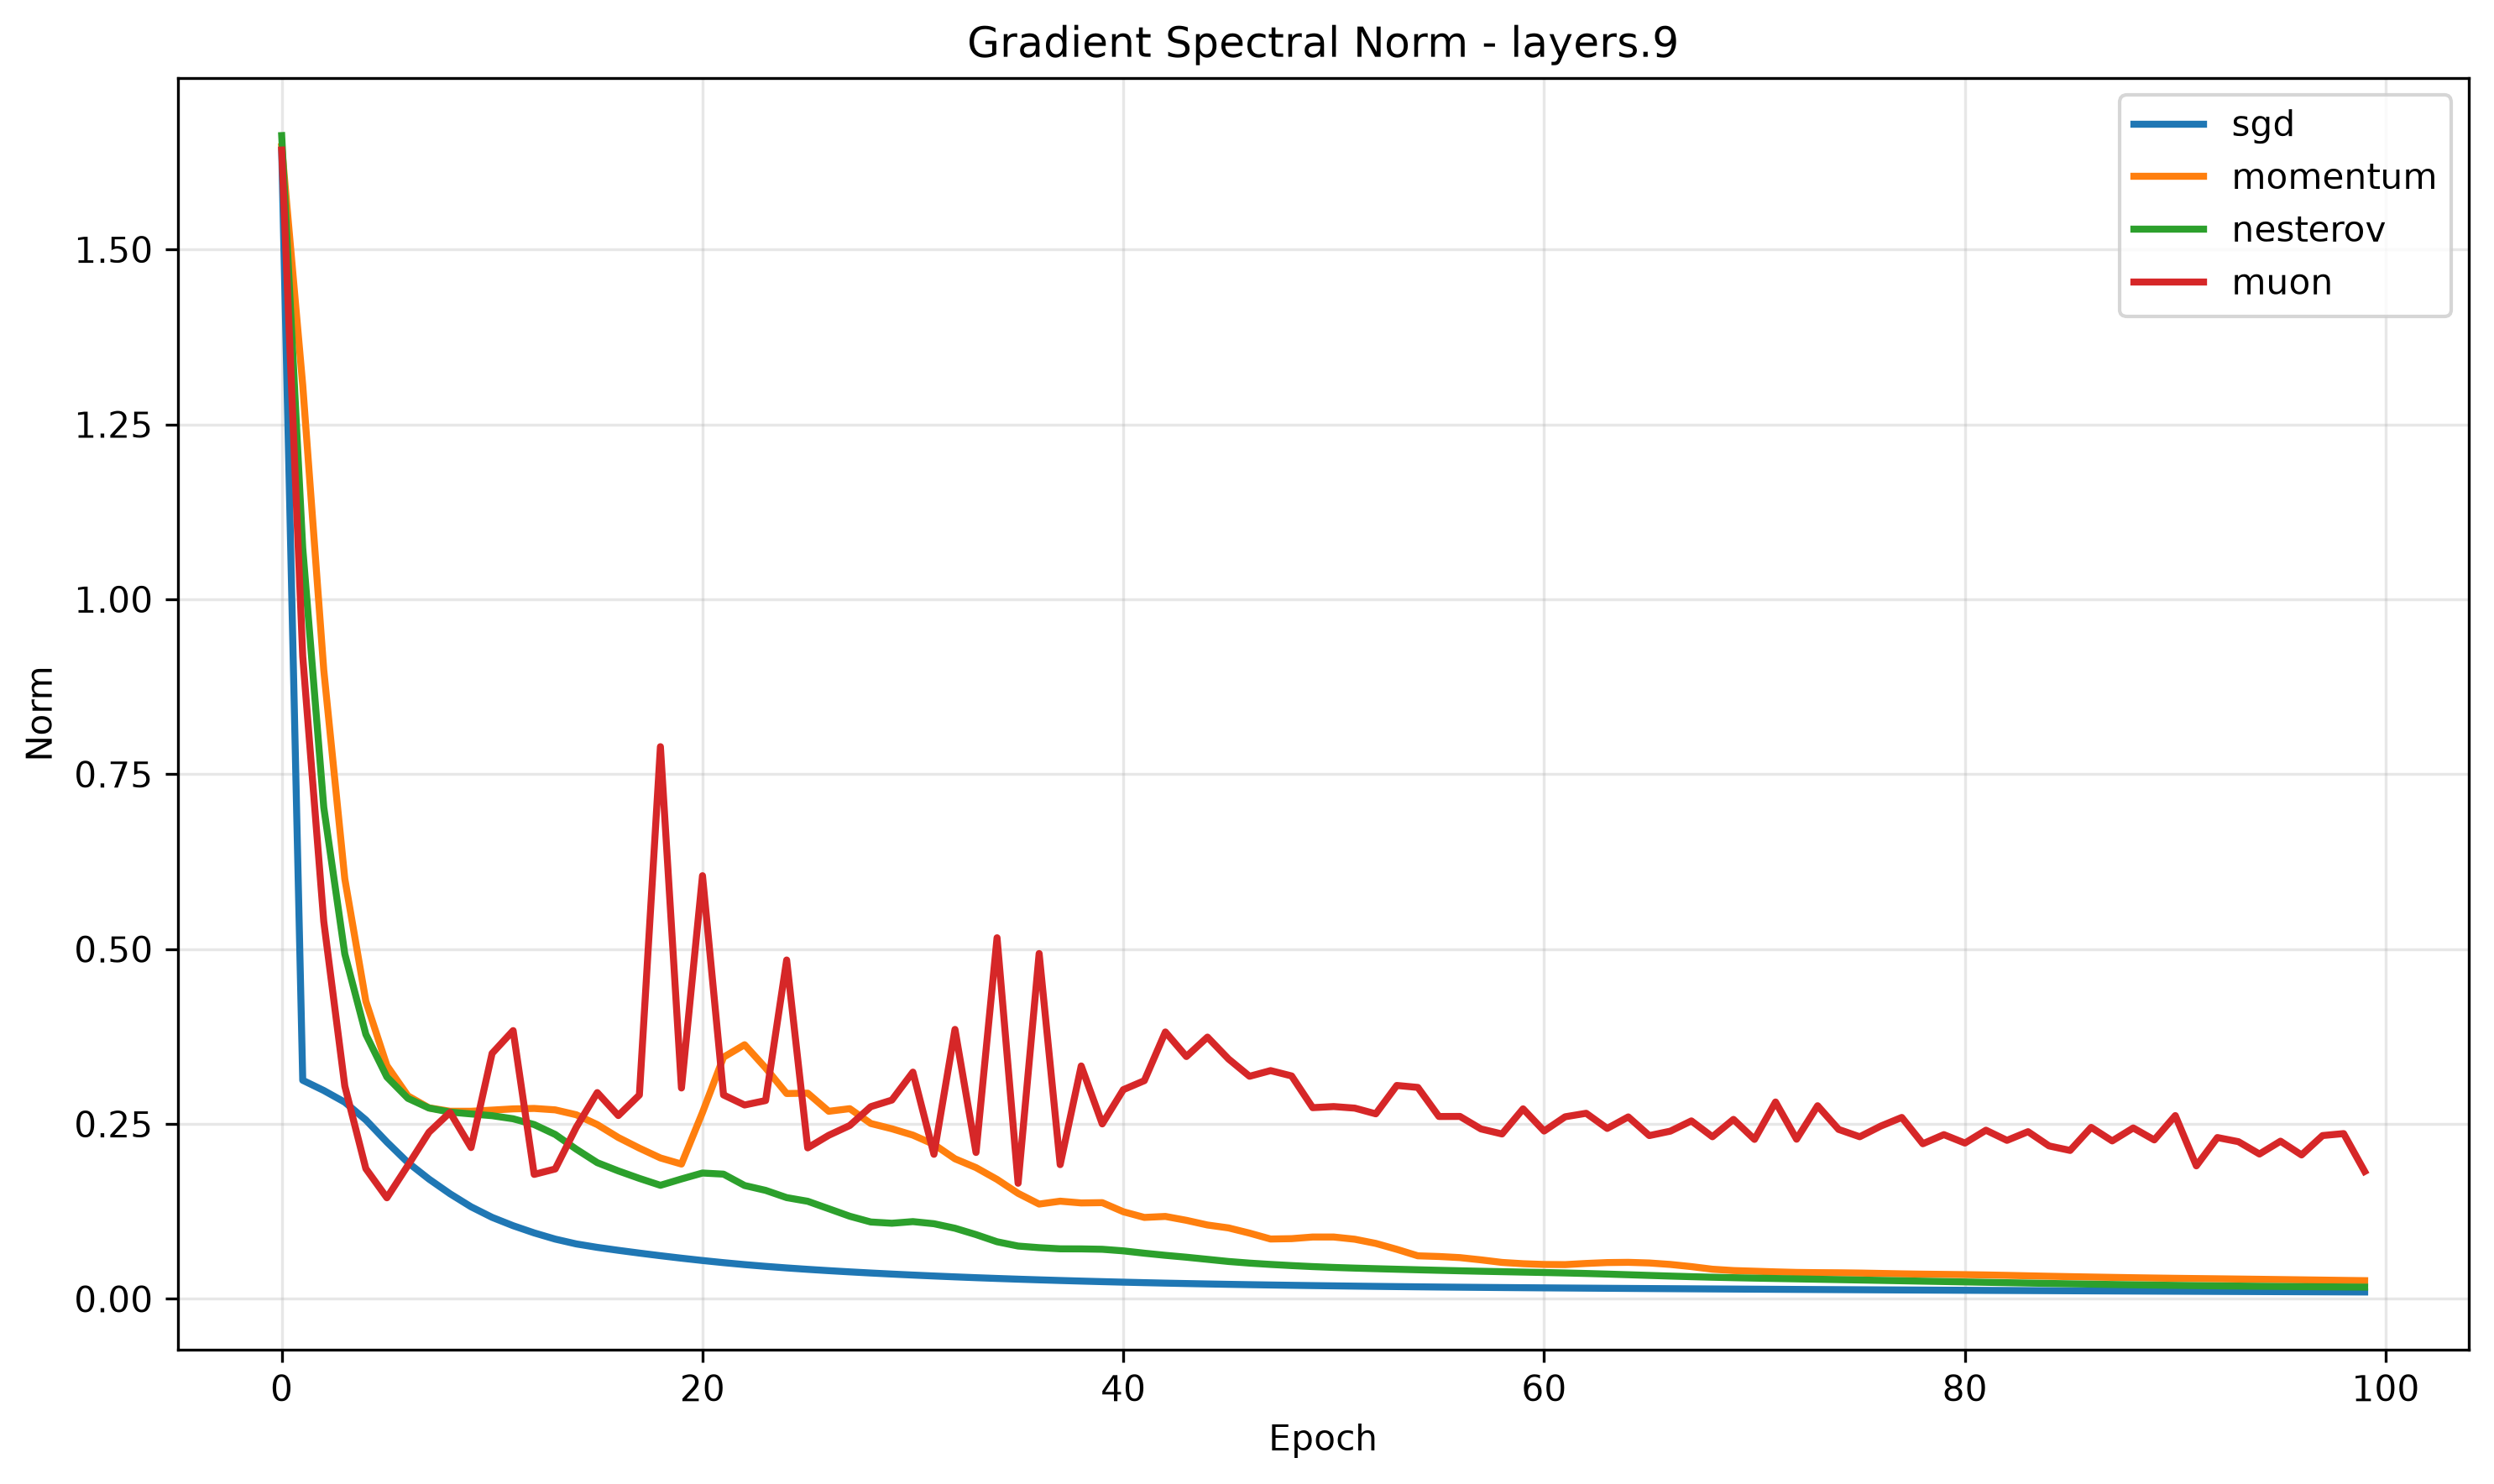 Gradient Spectral Norm - layers.9
sgd
momentum
nesterov
muon
1.50
1.25
1.00
0.75
0.50
0.25
0.00
Norm
0 20 40 60 80 100
Epoch